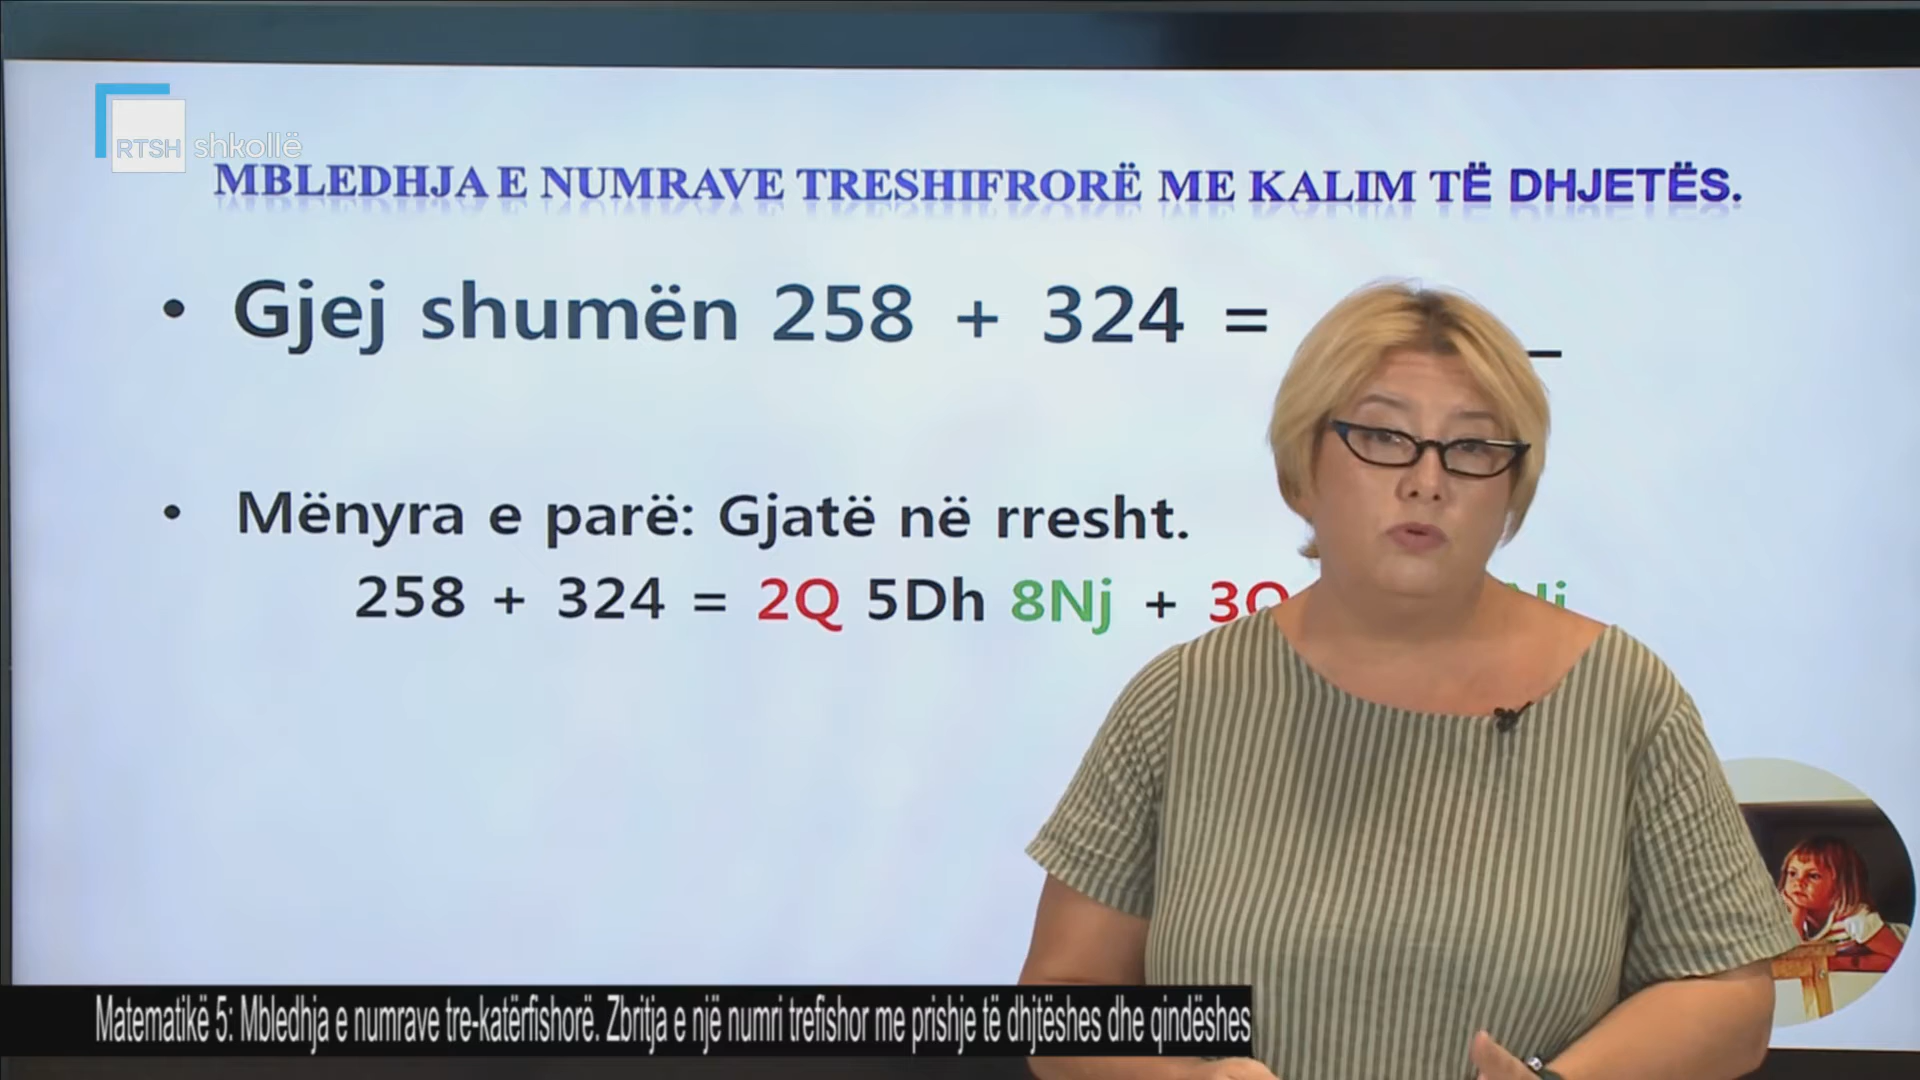 RTSH shkollë
MBLEDHJA E NUMRAVE TRESHIFRORË ME KALIM TË DHJETËS.
• Gjej shumën 258 + 324 = _
• Mënyra e parë: Gjatë në rresht.
258 + 324 = 2Q 5Dh 8Nj + 3Q Nj
Matematikë 5: Mbledhja e numrave tre-katërfishorë. Zbritja e një numri trefishor me prishje të dhjtëshes dhe qindëshes